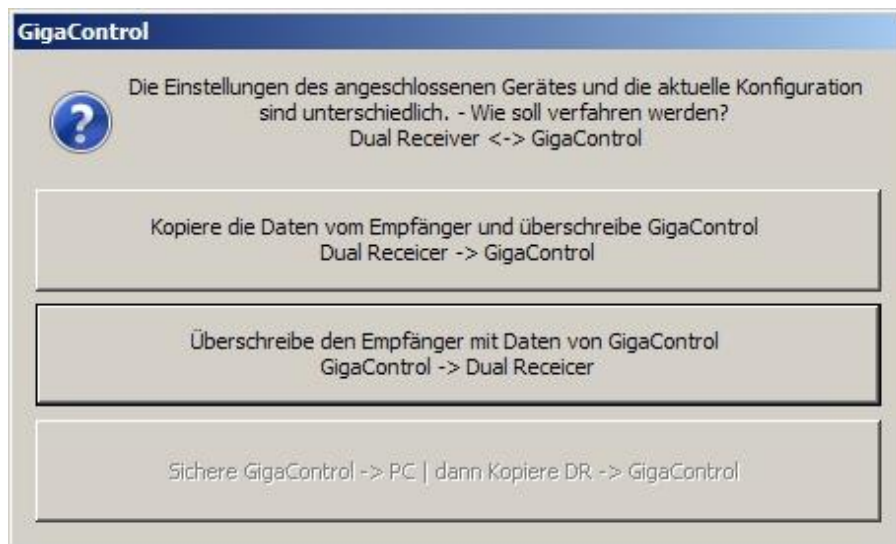 GigaControl
Die Einstellungen des angeschlossenen Gerätes und die aktuelle Konfiguration
sind unterschiedlich. - Wie soll verfahren werden?
Dual Receiver <-> GigaControl
Kopiere die Daten vom Empfänger und überschreibe GigaControl
Dual Receicer -> GigaControl
Überschreibe den Empfänger mit Daten von GigaControl
GigaControl -> Dual Receicer
Sichere GigaControl -> PC | dann Kopiere DR -> GigaControl